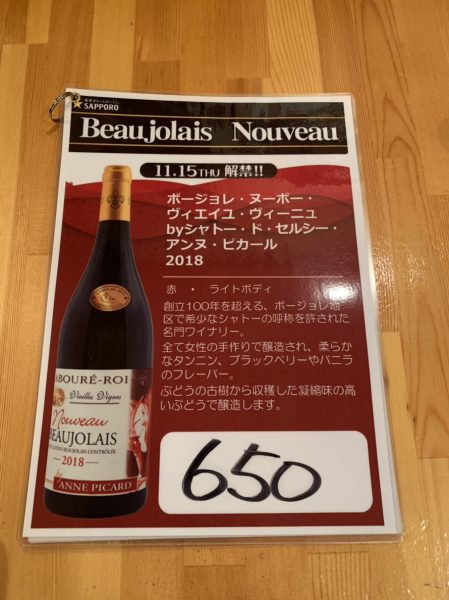 SAPPORO
Beaujolais Nouveau
11.15THU 解禁!!
ボージョレ・ヌーボー・
ヴィエイユ・ヴィーニュ
byシャトー・ド・セルシー・
アンヌ・ピカール
2018
赤 ・ ライトボディ
創立100年を超える、ボージョレ地
区で希少なシャトーの呼称を許された
名門ワイナリー。
全て女性の手作りで醸造され、柔ら
かなタンニン、ブラックベリーやバニラ
のフレーバー。
ぶどうの古樹から収穫した凝縮味の高
いぶどうで醸造します。
650
ABOURÉ-ROI
Vieilles Vignes
Nouveau
BEAUJOLAIS
2018
ANNE PICARD